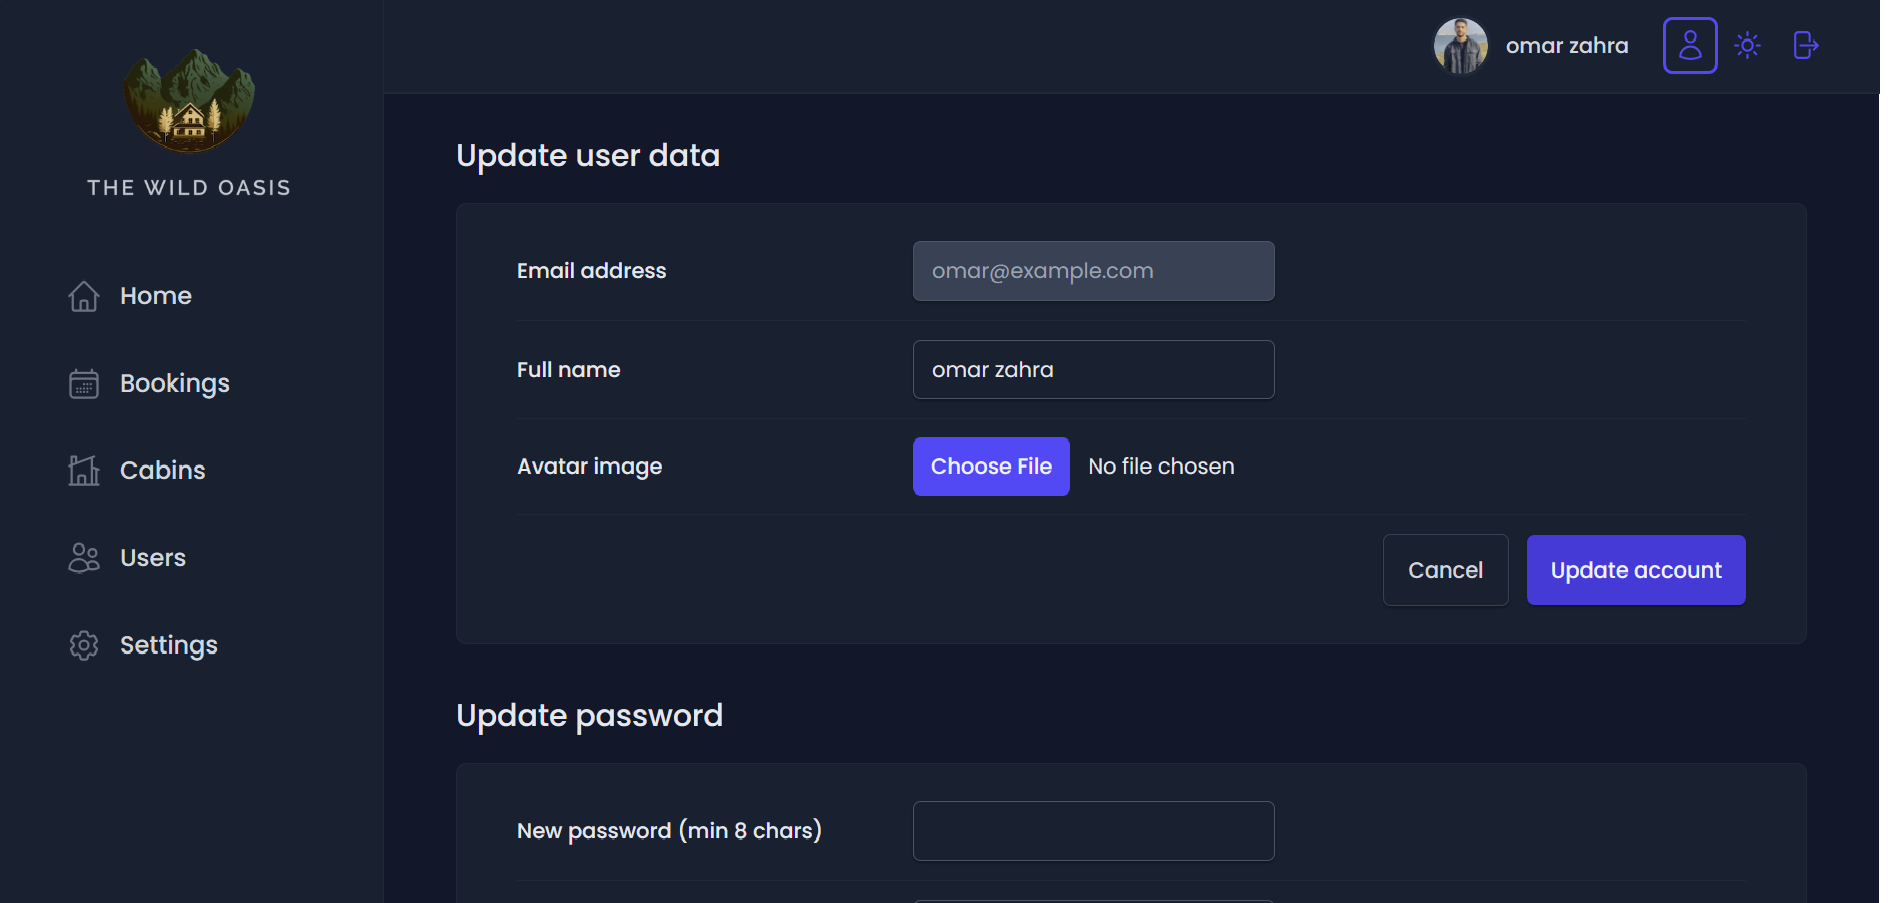 THE WILD OASIS
Home
Bookings
Cabins
Users
Settings
omar zahra
Update user data
Email address
omar@example.com
Full name
omar zahra
Avatar image
Choose File
No file chosen
Cancel
Update account
Update password
New password (min 8 chars)